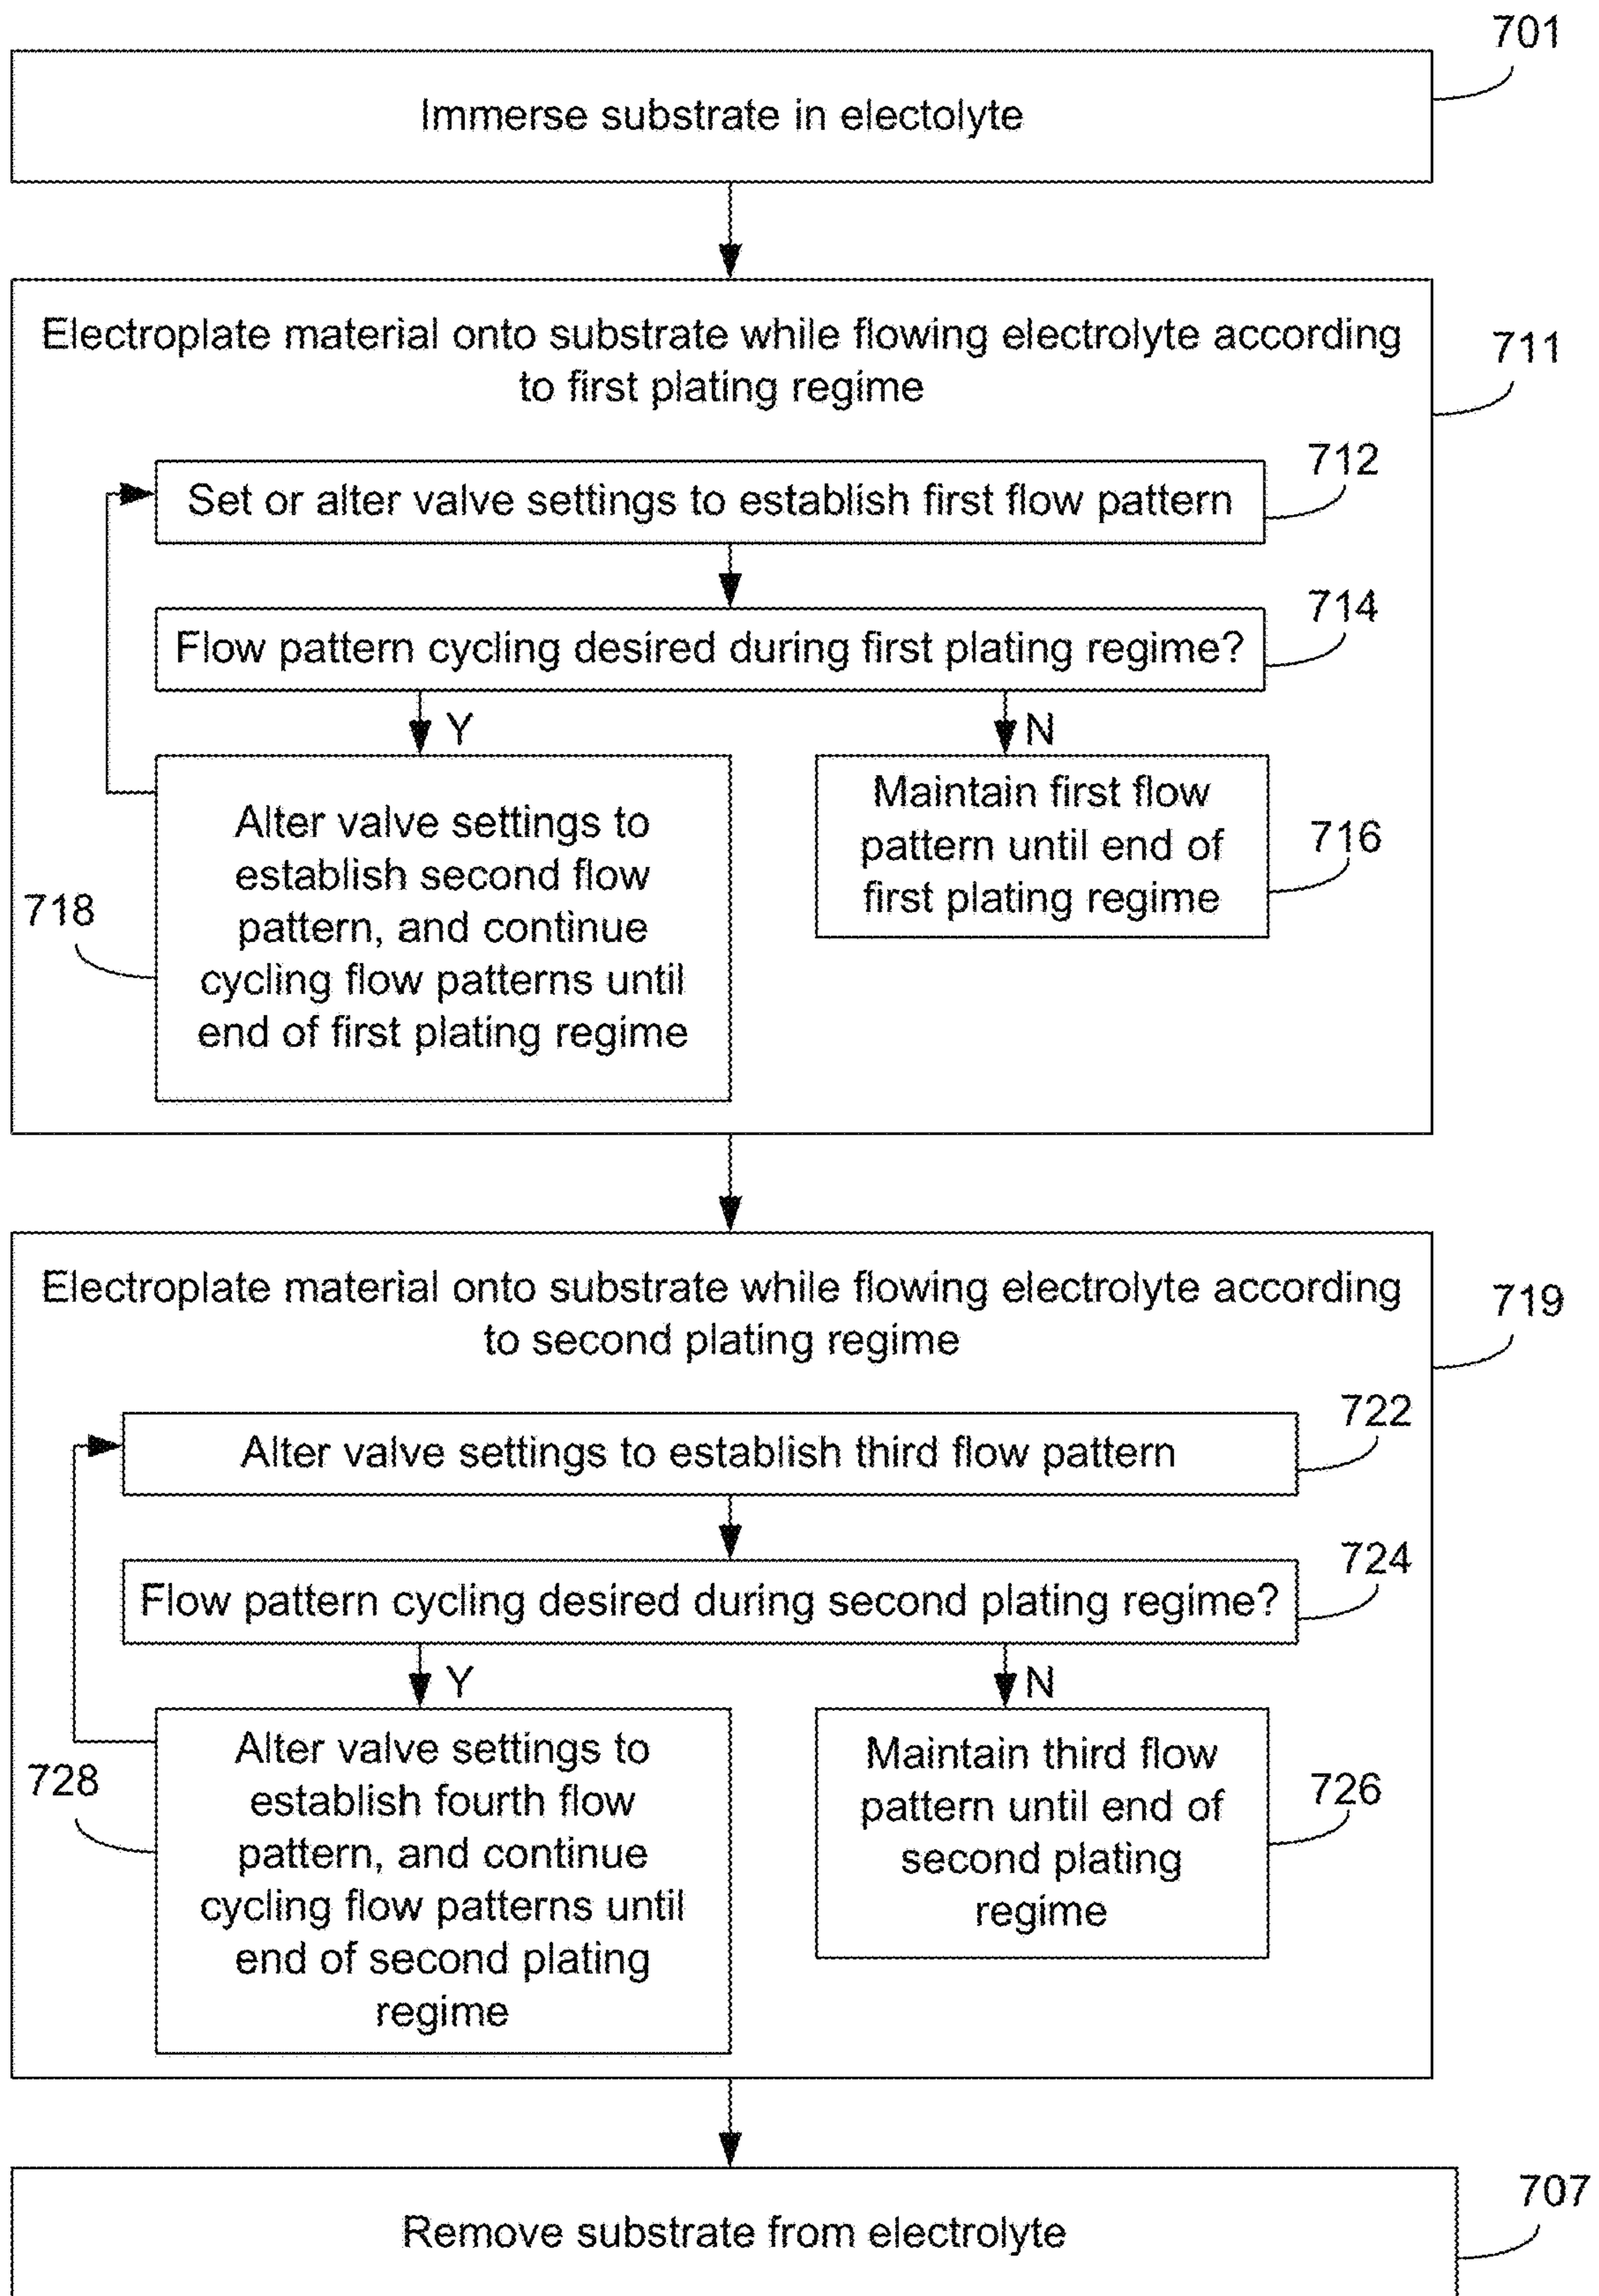 701
Immerse substrate in electolyte
Electroplate material onto substrate while flowing electrolyte according
to first plating regime
711
712
Set or alter valve settings to establish first flow pattern
714
Flow pattern cycling desired during first plating regime?
Y
N
Alter valve settings to
establish second flow
pattern, and continue
cycling flow patterns until
end of first plating regime
718
Maintain first flow
pattern until end of
first plating regime
716
Electroplate material onto substrate while flowing electrolyte according
to second plating regime
719
722
Alter valve settings to establish third flow pattern
724
Flow pattern cycling desired during second plating regime?
Y
N
Alter valve settings to
establish fourth flow
pattern, and continue
cycling flow patterns until
end of second plating
regime
728
Maintain third flow
pattern until end of
second plating
regime
726
707
Remove substrate from electrolyte